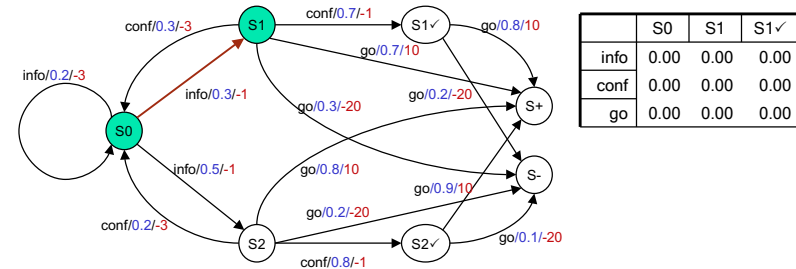 S1
conf/0.7/-1
S1✓
go/0.8/10
conf/0.3/-3
go/0.7/10
info/0.2/-3
info/0.3/-1
go/0.3/-20
go/0.2/-20
S+
S0
info/0.5/-1
go/0.8/10
S-
go/0.9/10
conf/0.2/-3
go/0.2/-20
S2
S2✓
go/0.1/-20
conf/0.8/-1
S0 S1 S1✓
info 0.00 0.00 0.00
conf 0.00 0.00 0.00
go 0.00 0.00 0.00